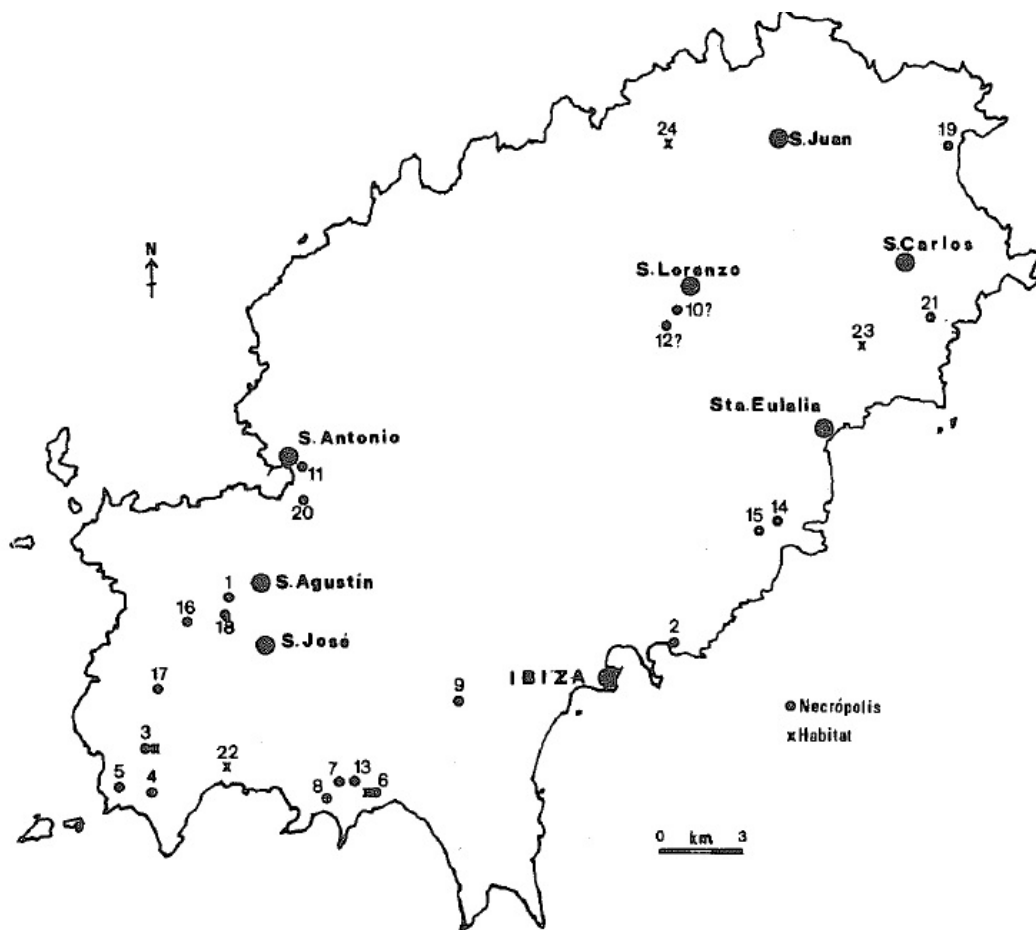 24
S.Juan
19
N
S.Carlos
S.Lorenzo
10?
21
12?
23
Sta.Eulalia
S.Antonio
11
20
15
14
S.Agustín
1
16
18
S.José
2
IBIZA
17
9
Necrópolis
Habitat
3
22
5
4
7
13
6
8
0 km 3